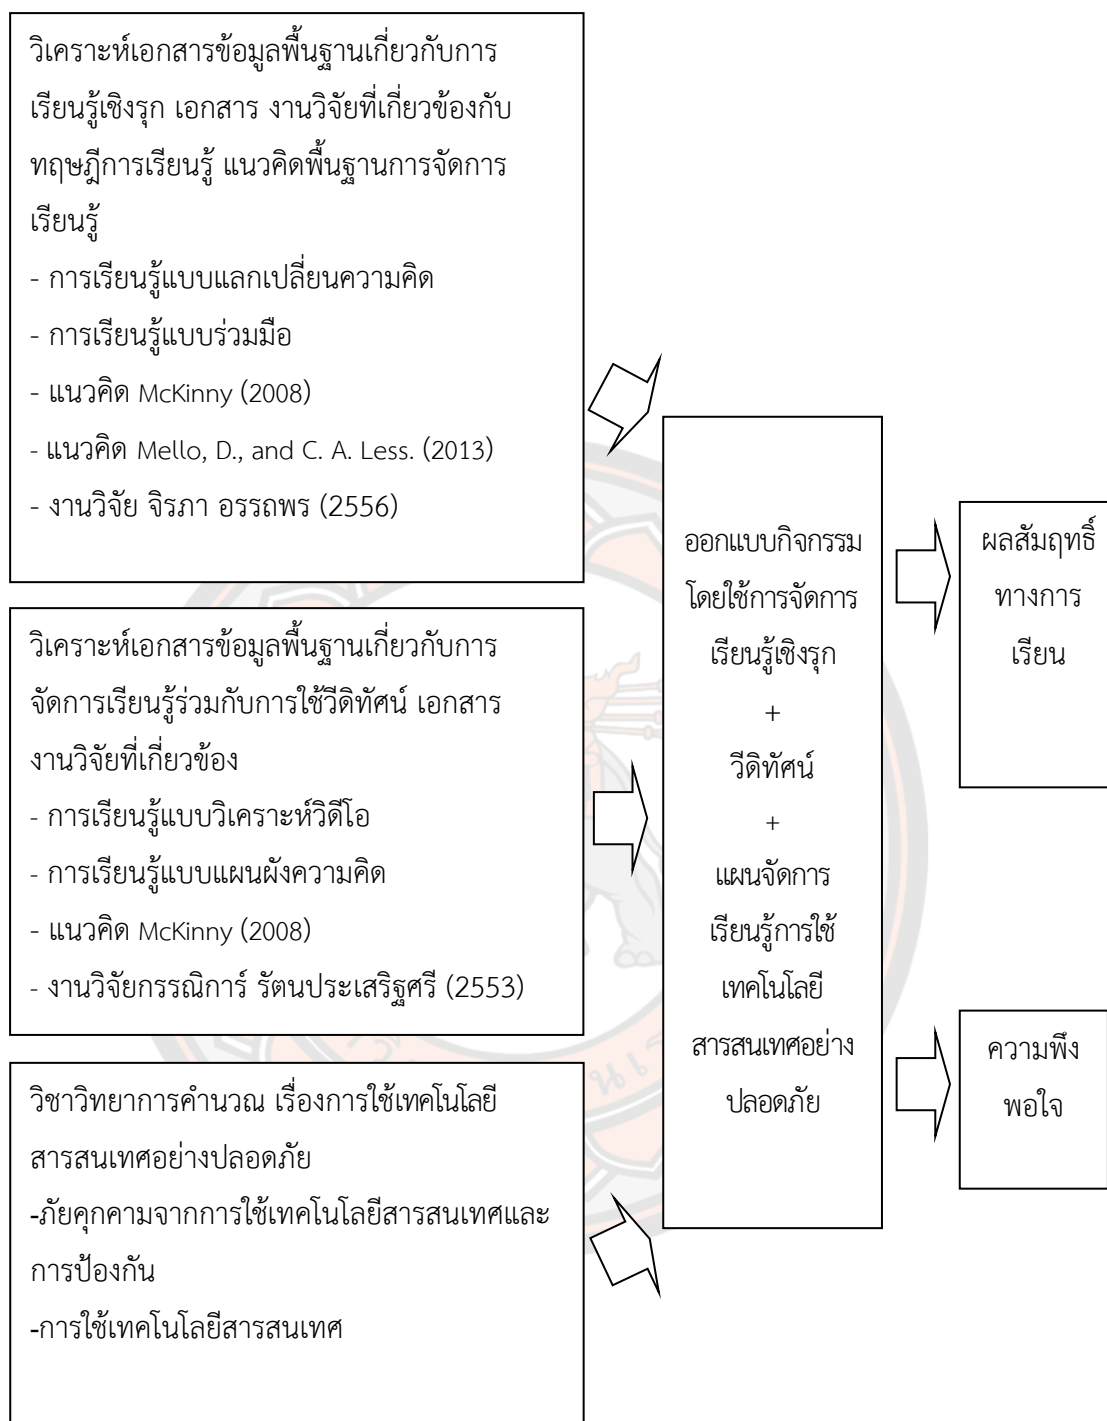 วิเคราะห์เอกสารข้อมูลพื้นฐานเกี่ยวกับการ
เรียนรู้เชิงรุก เอกสาร งานวิจัยที่เกี่ยวข้องกับ
ทฤษฎีการเรียนรู้ แนวคิดพื้นฐานการจัดการ
เรียนรู้
- การเรียนรู้แบบแลกเปลี่ยนความคิด
- การเรียนรู้แบบร่วมมือ
- แนวคิด McKinny (2008)
- แนวคิด Mello, D., and C. A. Less. (2013)
- งานวิจัย จิรภา อรรถพร (2556)
วิเคราะห์เอกสารข้อมูลพื้นฐานเกี่ยวกับการ
จัดการเรียนรู้ร่วมกับการใช้วีดิทัศน์ เอกสาร
งานวิจัยที่เกี่ยวข้อง
- การเรียนรู้แบบวิเคราะห์วิดีโอ
- การเรียนรู้แบบแผนผังความคิด
- แนวคิด McKinny (2008)
- งานวิจัยกรรณิการ์ รัตนประเสริฐศรี (2553)
วิชาวิทยาการคำนวณ เรื่องการใช้เทคโนโลยี
สารสนเทศอย่างปลอดภัย
-ภัยคุกคามจากการใช้เทคโนโลยีสารสนเทศและ
การป้องกัน
-การใช้เทคโนโลยีสารสนเทศ
ออกแบบกิจกรรม
โดยใช้การจัดการ
เรียนรู้เชิงรุก
+
วีดิทัศน์
+
แผนจัดการ
เรียนรู้การใช้
เทคโนโลยี
สารสนเทศอย่าง
ปลอดภัย
ผลสัมฤทธิ์
ทางการ
เรียน
ความพึง
พอใจ